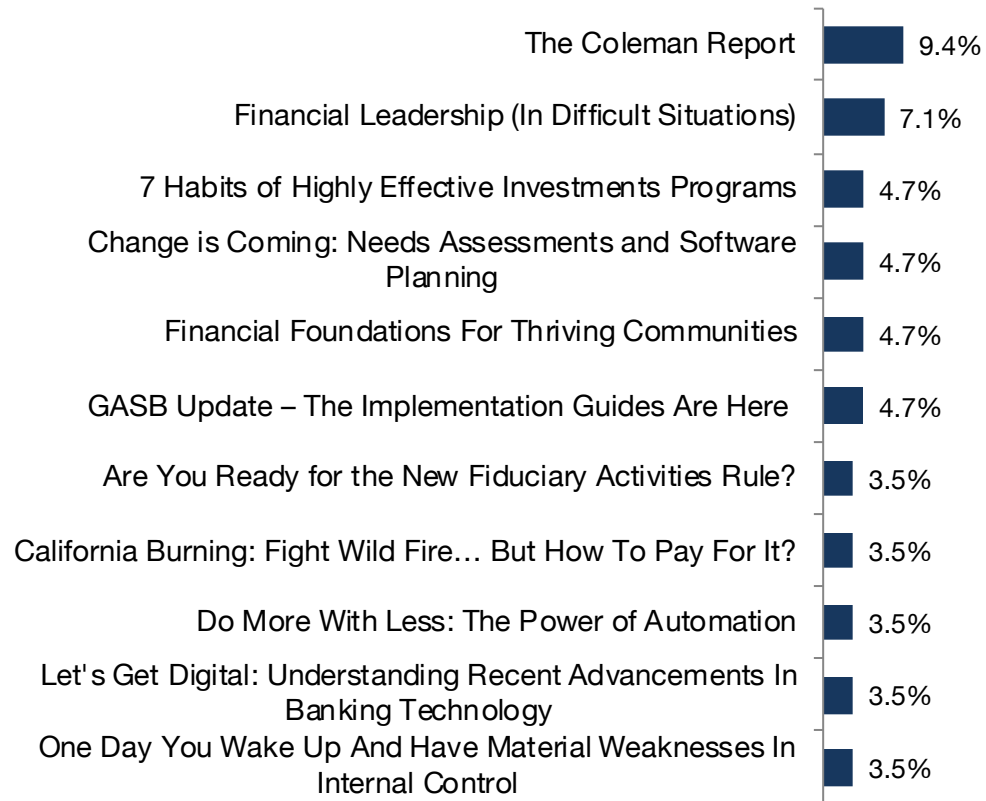 The Coleman Report 9.4%
Financial Leadership (In Difficult Situations) 7.1%
7 Habits of Highly Effective Investments Programs 4.7%
Change is Coming: Needs Assessments and Software
Planning 4.7%
Financial Foundations For Thriving Communities 4.7%
GASB Update – The Implementation Guides Are Here 4.7%
Are You Ready for the New Fiduciary Activities Rule? 3.5%
California Burning: Fight Wild Fire… But How To Pay For It? 3.5%
Do More With Less: The Power of Automation 3.5%
Let's Get Digital: Understanding Recent Advancements In
Banking Technology 3.5%
One Day You Wake Up And Have Material Weaknesses In
Internal Control 3.5%